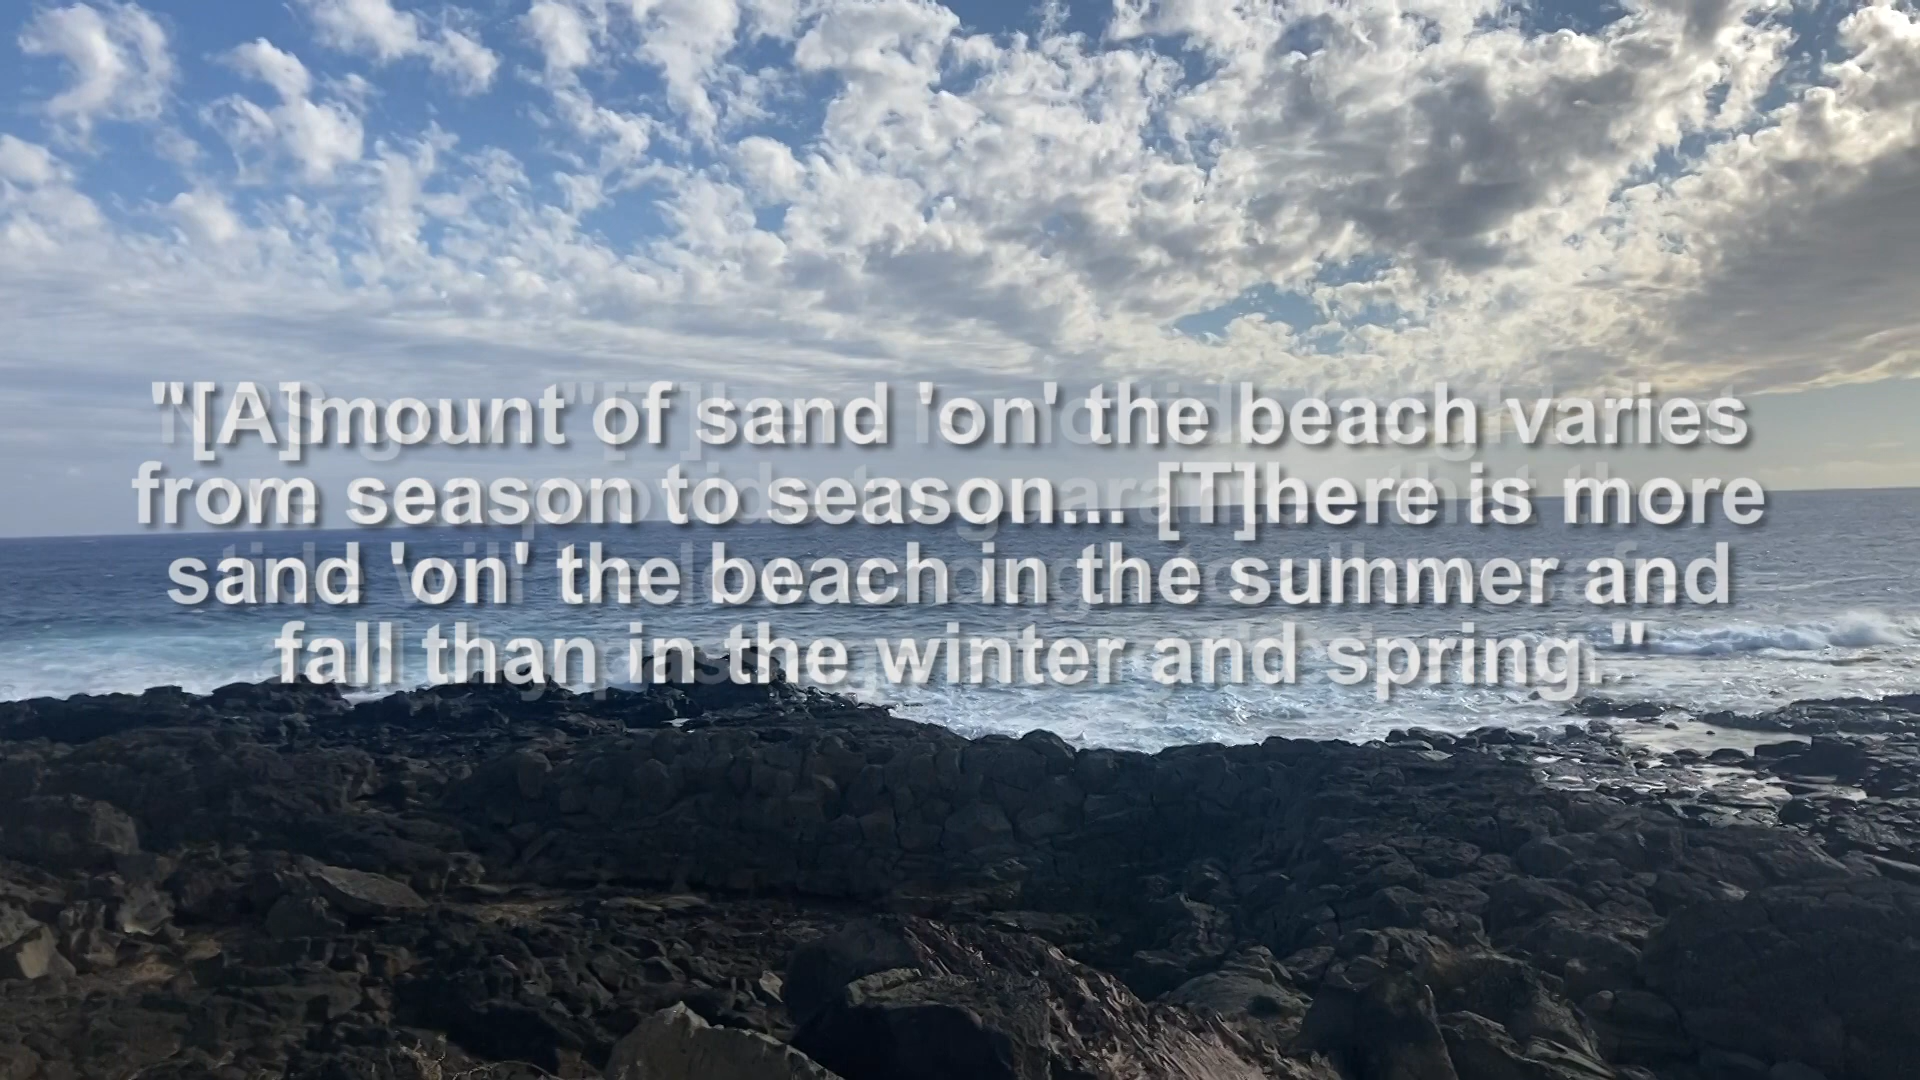 "[A]mount of sand 'on' the beach varies
from season to season... [T]here is more
sand 'on' the beach in the summer and
fall than in the winter and spring."